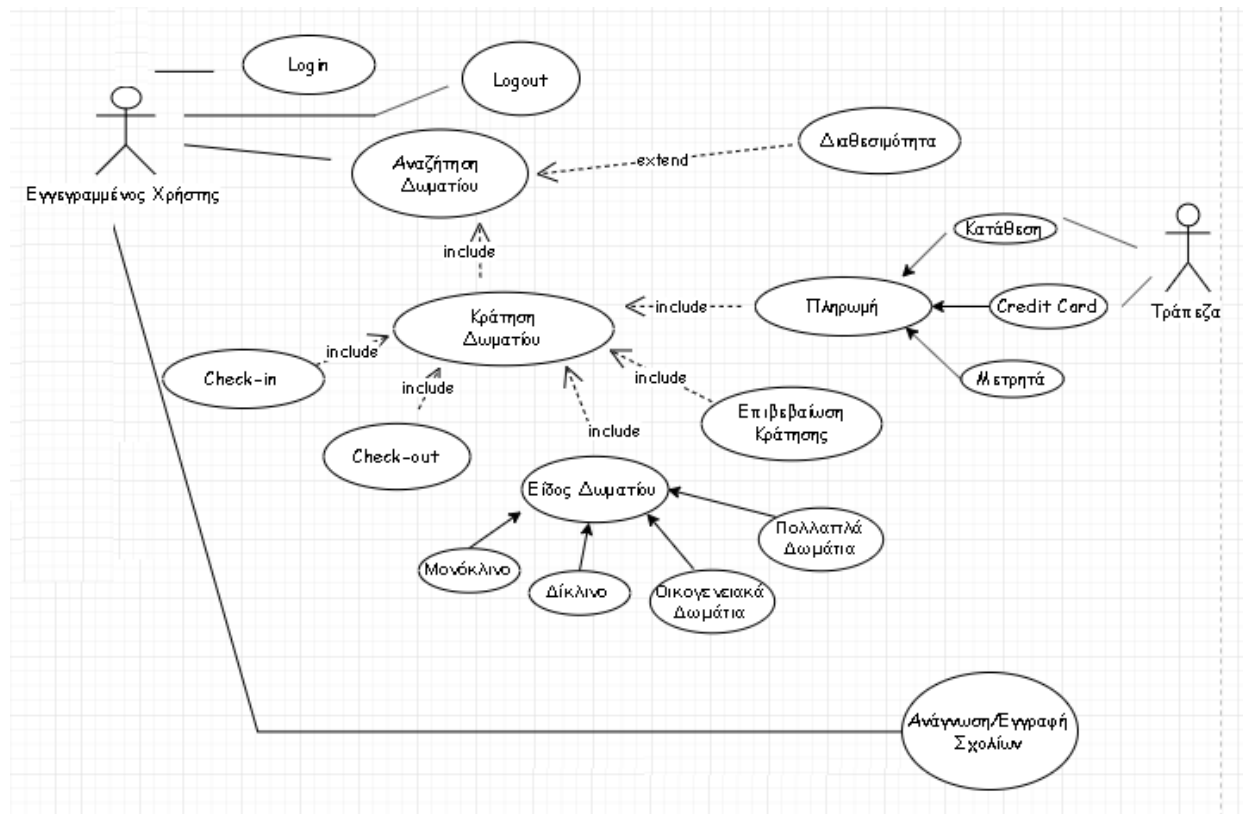 Login
Logout
Εγγεγραμμένος Χρήστης
Αναζήτηση
Δωματίου
extend
Διαθεσιμότητα
include
Κατάθεση
Κράτηση
Δωματίου
include
Πληρωμή
Credit Card
Τράπεζα
Check-in
include
include
include
Μετρητά
Check-out
include
Επιβεβαίωση
Κράτησης
Είδος Δωματίου
Πολλαπλά
Δωμάτια
Μονόκλινο
Δίκλινο
Οικογενειακά
Δωμάτια
Ανάγνωση/Εγγραφή
Σχολίων